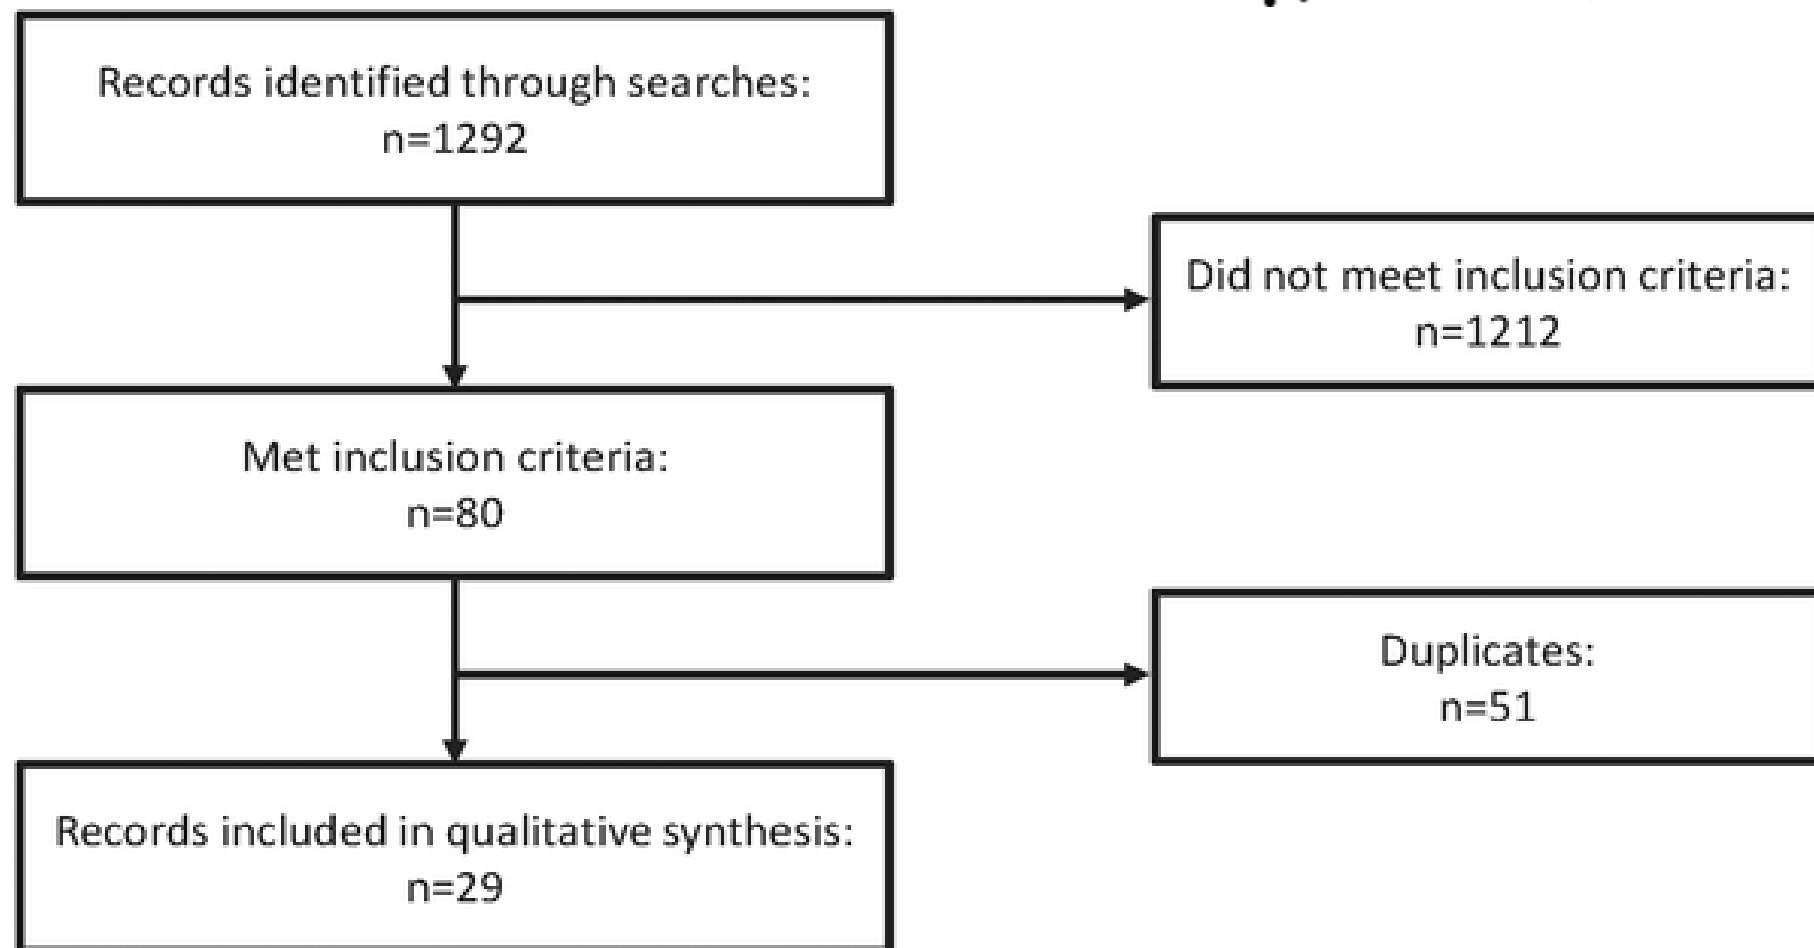 Records identified through searches:
n=1292
Did not meet inclusion criteria:
n=1212
Met inclusion criteria:
n=80
Duplicates:
n=51
Records included in qualitative synthesis:
n=29